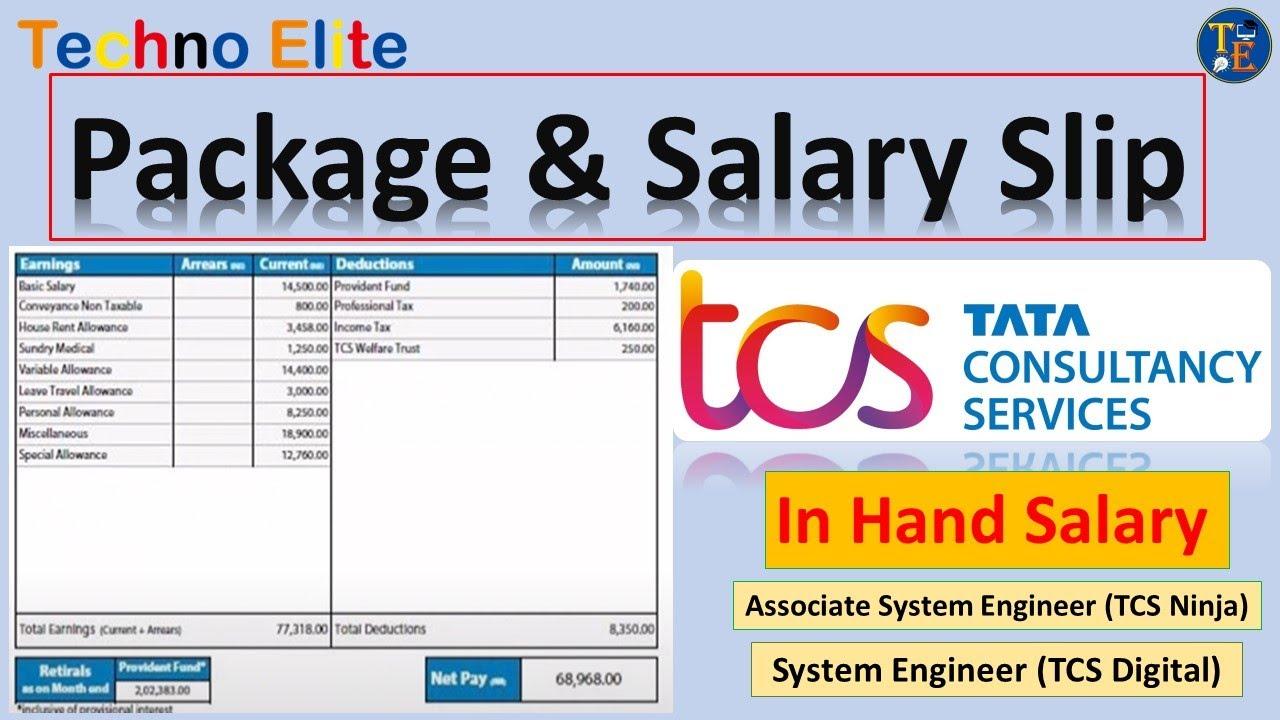 Techno Elite
TE
Package & Salary Slip
Earnings Arrears (INR) Current (INR) Deductions Amount (INR)
Basic Salary 14,500.00 Provident Fund 1,740.00
Conveyance Non Taxable 800.00 Professional Tax 200.00
House Rent Allowance 3,458.00 Income Tax 6,160.00
Sundry Medical 1,250.00 TCS Welfare Trust 250.00
Variable Allowance 14,400.00
Leave Travel Allowance 3,000.00
Personal Allowance 8,250.00
Miscellaneous 18,900.00
Special Allowance 12,760.00
Total Earnings (Current + Arrears) 77,318.00 Total Deductions 8,350.00
Retirals Provident Fund*
as on Month end 2,02,383.00
*inclusive of provisional interest
Net Pay 68,968.00
tcs
TATA
CONSULTANCY
SERVICES
In Hand Salary
Associate System Engineer (TCS Ninja)
System Engineer (TCS Digital)